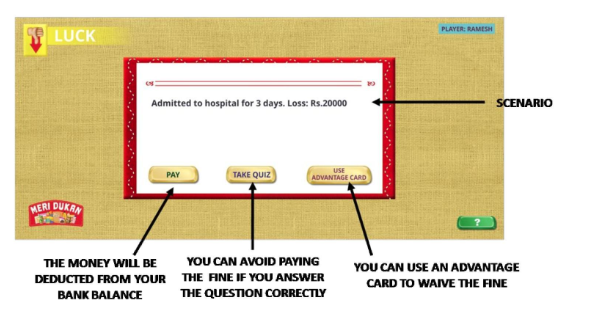 LUCK
PLAYER: RAMESH
Admitted to hospital for 3 days. Loss: Rs.20000
SCENARIO
PAY
TAKE QUIZ
USE
ADVANTAGE CARD
MERI DUKAN
?
THE MONEY WILL BE
DEDUCTED FROM YOUR
BANK BALANCE
YOU CAN AVOID PAYING
THE FINE IF YOU ANSWER
THE QUESTION CORRECTLY
YOU CAN USE AN ADVANTAGE
CARD TO WAIVE THE FINE